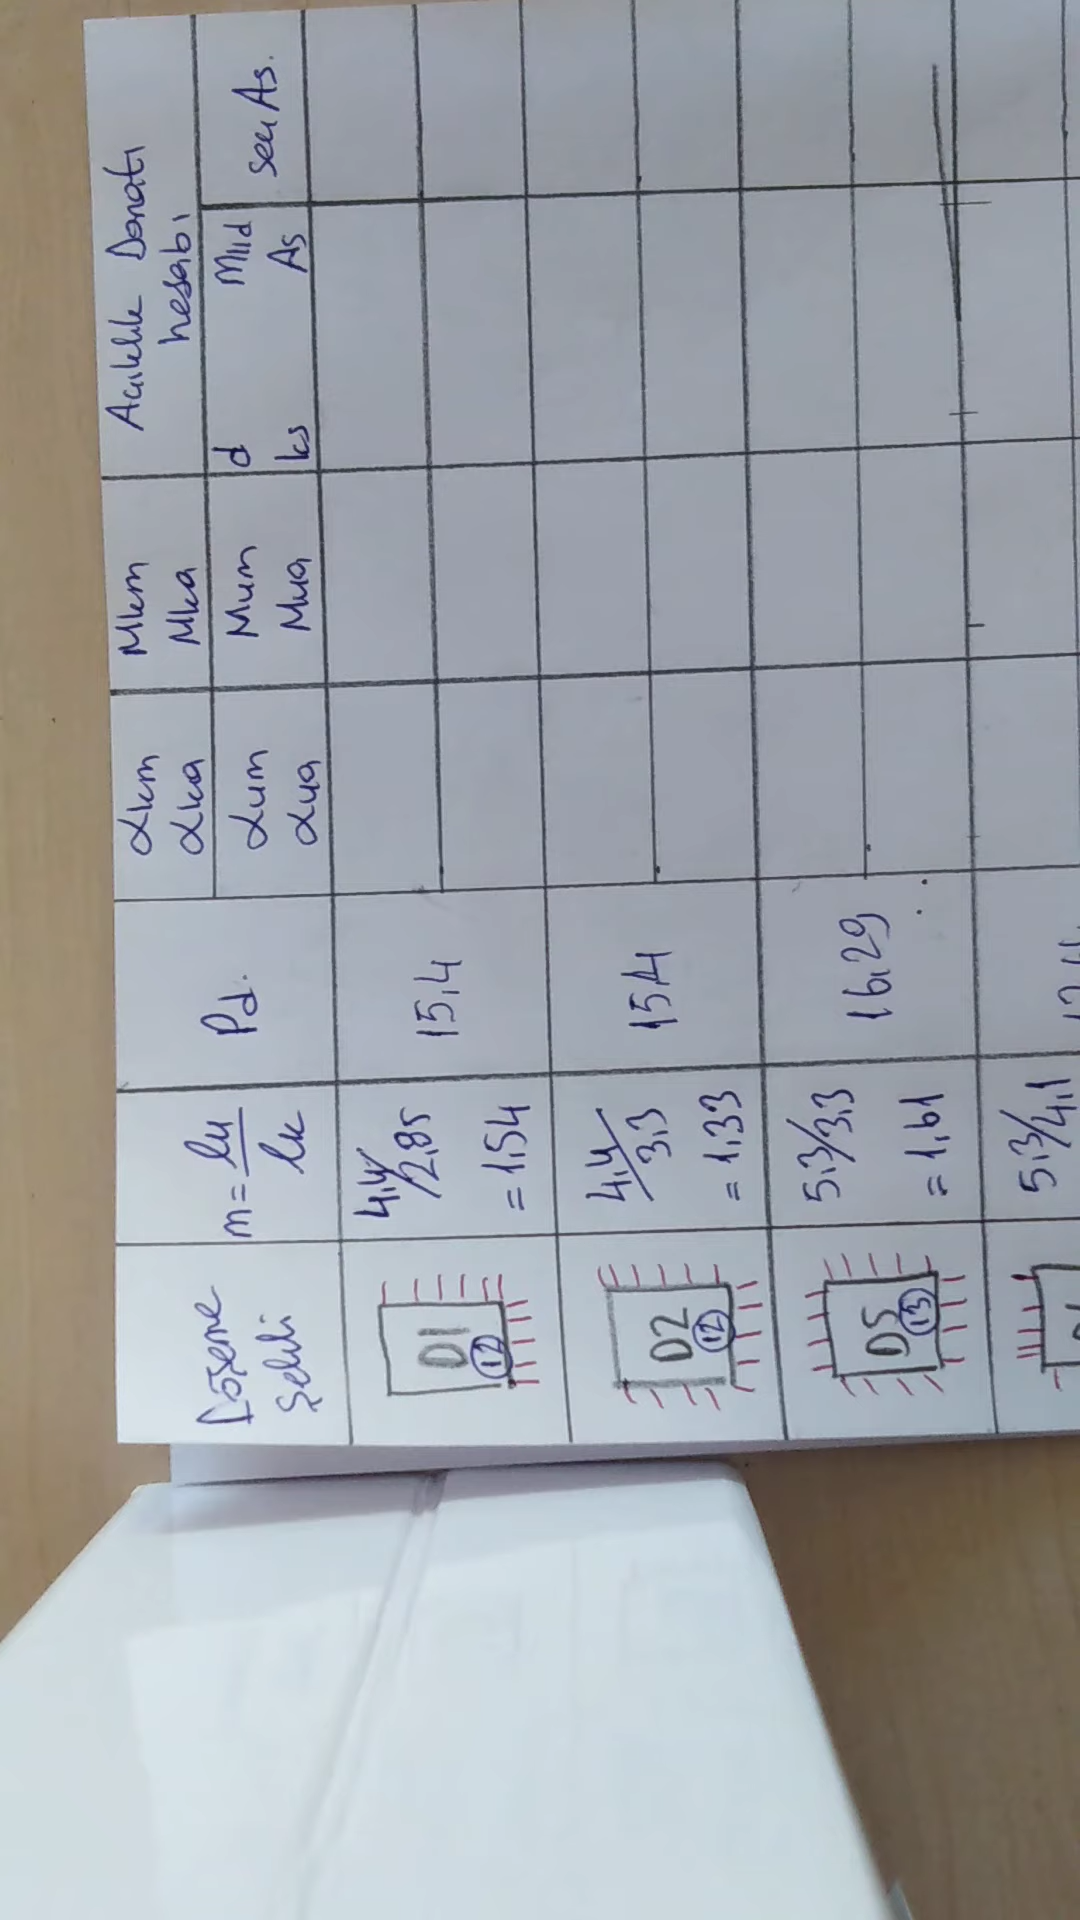 Döşeme
Şekli
m = lu/lk
Pd.
αkm
αka
αum
αua
Mkm
Mka
Mum
Mua
Açıklık Donatı
hesabı
d
ks
Mlld
As
seç As.
D1
12
4,4/2,85
= 1,54
15,4
D2
12
4,4/3,3
= 1,33
15,4
D5
13
5,3/3,3
= 1,61
16,29
5,3/4,1